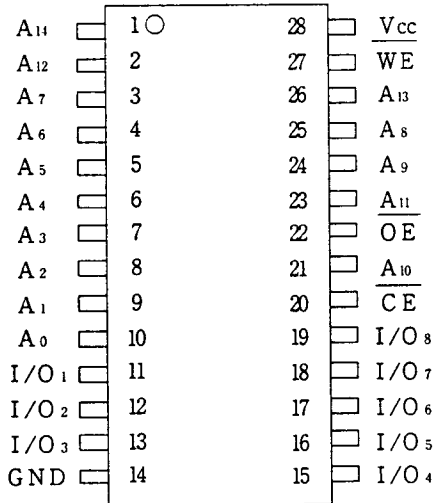 A14 1 28 Vcc
A12 2 27 WE
A7 3 26 A13
A6 4 25 A8
A5 5 24 A9
A4 6 23 A11
A3 7 22 OE
A2 8 21 A10
A1 9 20 CE
A0 10 19 I/O8
I/O1 11 18 I/O7
I/O2 12 17 I/O6
I/O3 13 16 I/O5
GND 14 15 I/O4